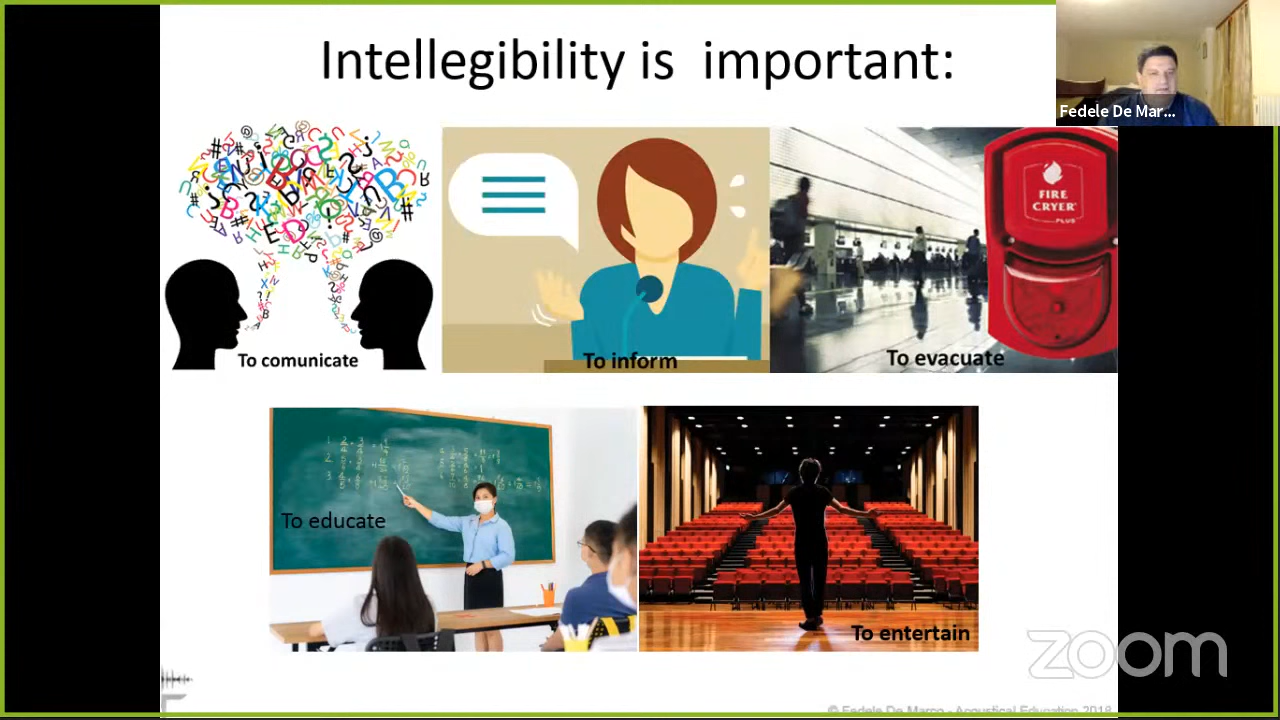 Intellegibility is important:
Fedele De Mar...
FIRE
CRYER
PLUS
To comunicate
To inform
To evacuate
To educate
To entertain
zoom
© Fedele De Marco - Acoustical Education 2018